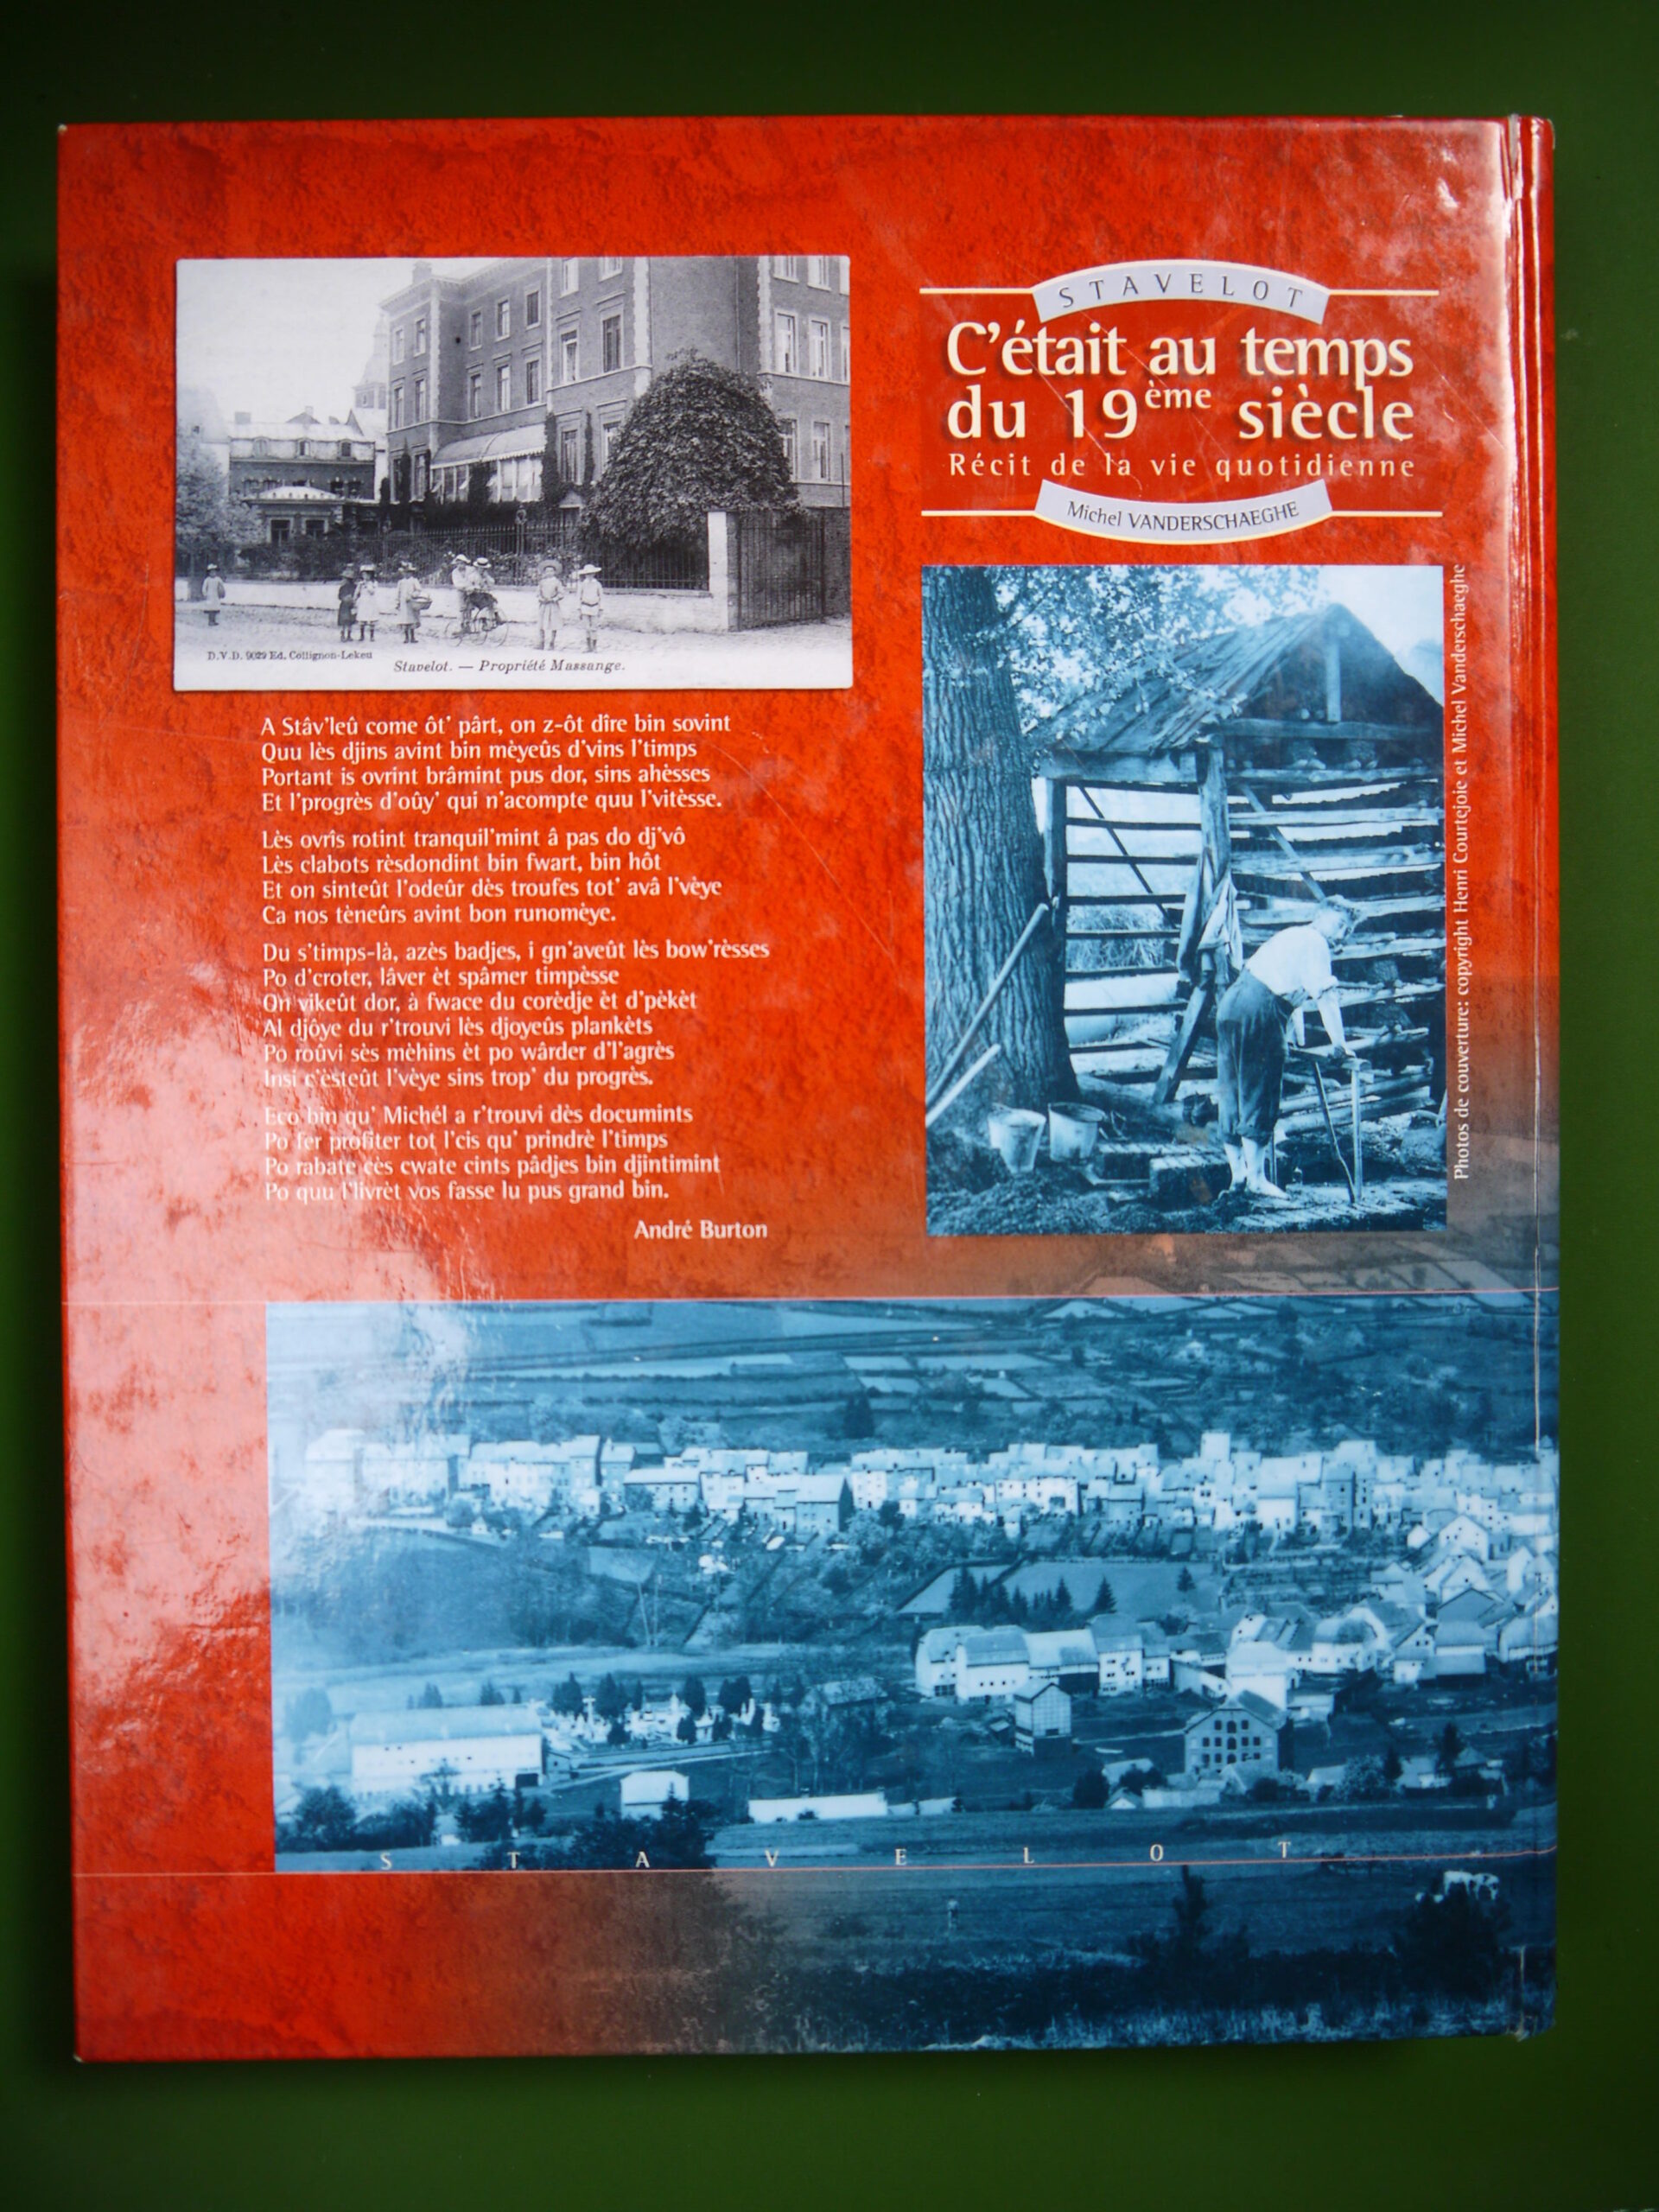 STAVELOT
C'était au temps
du 19ème siècle
Récit de la vie quotidienne
Michel VANDERSCHAEGHE
D.V.D. 9029 Ed. Collignon-Lekeu
Stavelot. — Propriété Massange.
A Stâv'leû come ôt' pârt, on z-ôt dîre bin sovint
Quu lès djins avint bin mèyeûs d'vins l'timps
Portant is ovrint brâmint pus dor, sins ahèsses
Et l'progrès d'oûy' qui n'acompte quu l'vitèsse.
Lès ovrîs rotint tranquil'mint â pas do dj'vô
Lès clabots rèsdondint bin fwart, bin hôt
Et on sinteût l'odeûr dès troufes tot' avâ l'vèye
Ca nos tèneûrs avint bon runomèye.
Du s'timps-là, azès badjes, i gn'aveût lès bow'rèsses
Po d'croter, lâver èt spâmer timpèsse
On vikeût dor, à fwace du corèdje èt d'pèkèt
Al djôye du r'trouvi lès djoyeûs plankèts
Po roûvi sès mèhins èt po wârder d'l'agrès
Insi c'èsteût l'vèye sins trop' du progrès.
Eco bin qu' Michél a r'trouvi dès documints
Po fer profiter tot l'cis qu' prindrè l'timps
Po rabate cès cwate cints pâdjes bin djintimint
Po quu l'livrèt vos fasse lu pus grand bin.
André Burton
Photos de couverture: copyright Henri Courtejoie et Michel Vanderschaeghe
STAVELOT